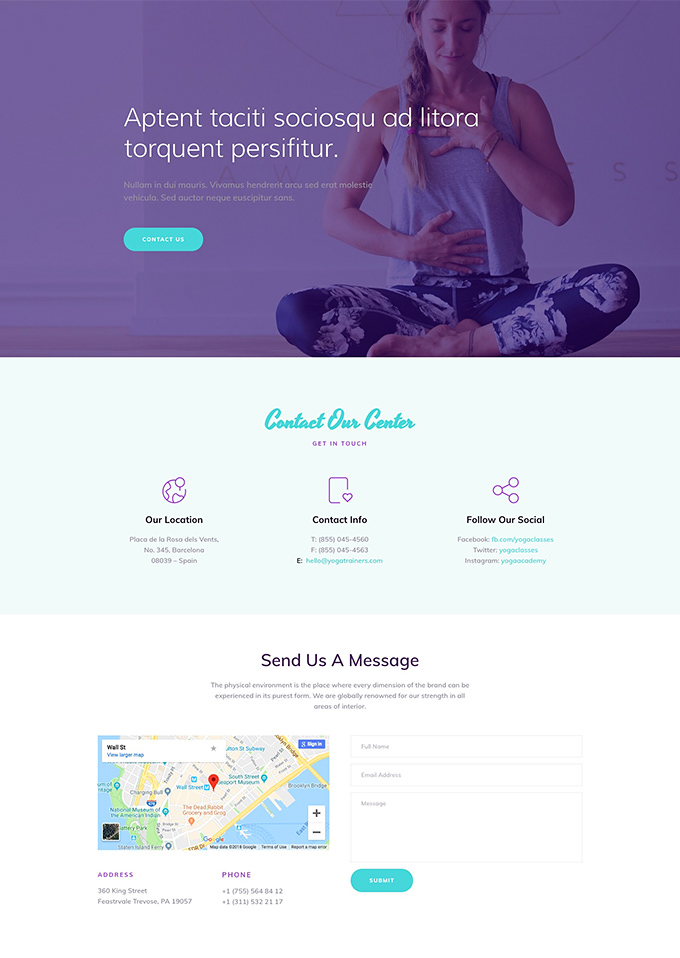 Aptent taciti sociosqu ad litora
torquent persifitur.
Nullam in dui mauris. Vivamus hendrerit arcu sed erat molestie
vehicula. Sed auctor neque euscipitur sans.
CONTACT US
Contact Our Center
GET IN TOUCH
Our Location
Placa de la Rosa dels Vents,
No. 345, Barcelona
08039 – Spain
Contact Info
T: (855) 045-4560
F: (855) 045-4563
E: hello@yogatrainers.com
Follow Our Social
Facebook: fb.com/yogaclasses
Twitter: yogaclasses
Instagram: yogaacademy
Send Us A Message
The physical environment is the place where every dimension of the brand can be
experienced in its purest form. We are globally renowned for our strength in all
areas of interior.
Wall St
View larger map
Sign in
Fulton St Subway
Pearl St
Brooklyn Bridge
South Street
Seaport Museum
Wall Street
Brooklyn Br
Charging Bull
National Museum of
the American Indian
The Dead Rabbit
Grocery and Grog
Battery Park
Staten Island Ferry
Google
Map data ©2018 Google
Terms of Use
Report a map error
Full Name
Email Address
Message
SUBMIT
ADDRESS
360 King Street
Feastrvale Trevose, PA 19057
PHONE
+1 (755) 564 84 12
+1 (311) 532 21 17